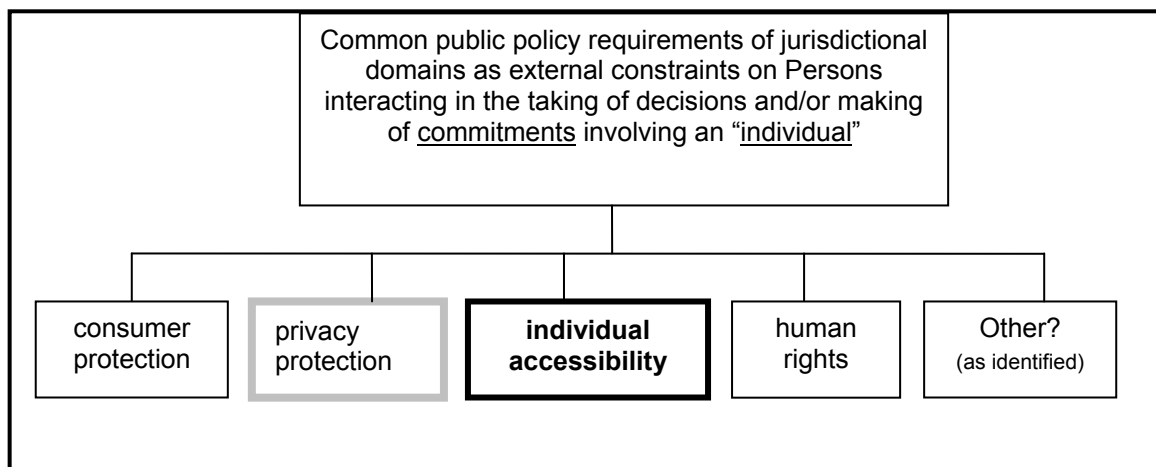 Common public policy requirements of jurisdictional
domains as external constraints on Persons
interacting in the taking of decisions and/or making
of commitments involving an “individual”
consumer
protection
privacy
protection
individual
accessibility
human
rights
Other?
(as identified)